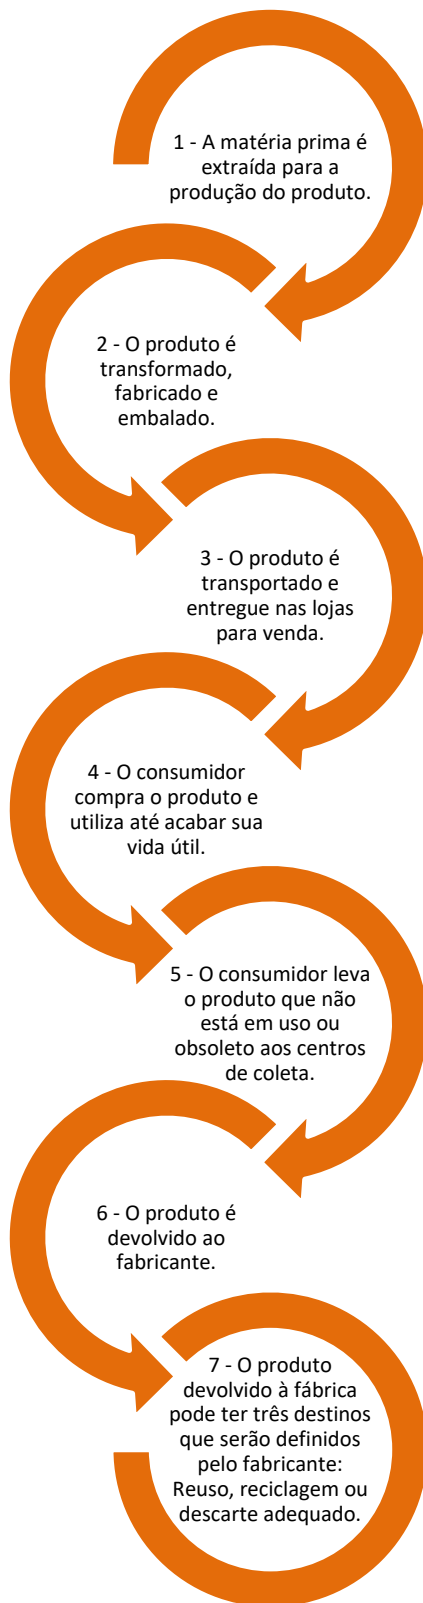 1 - A matéria prima é
extraída para a
produção do produto.
2 - O produto é
transformado,
fabricado e
embalado.
3 - O produto é
transportado e
entregue nas lojas
para venda.
4 - O consumidor
compra o produto e
utiliza até acabar sua
vida útil.
5 - O consumidor leva
o produto que não
está em uso ou
obsoleto aos centros
de coleta.
6 - O produto é
devolvido ao
fabricante.
7 - O produto
devolvido à fábrica
pode ter três destinos
que serão definidos
pelo fabricante:
Reuso, reciclagem ou
descarte adequado.